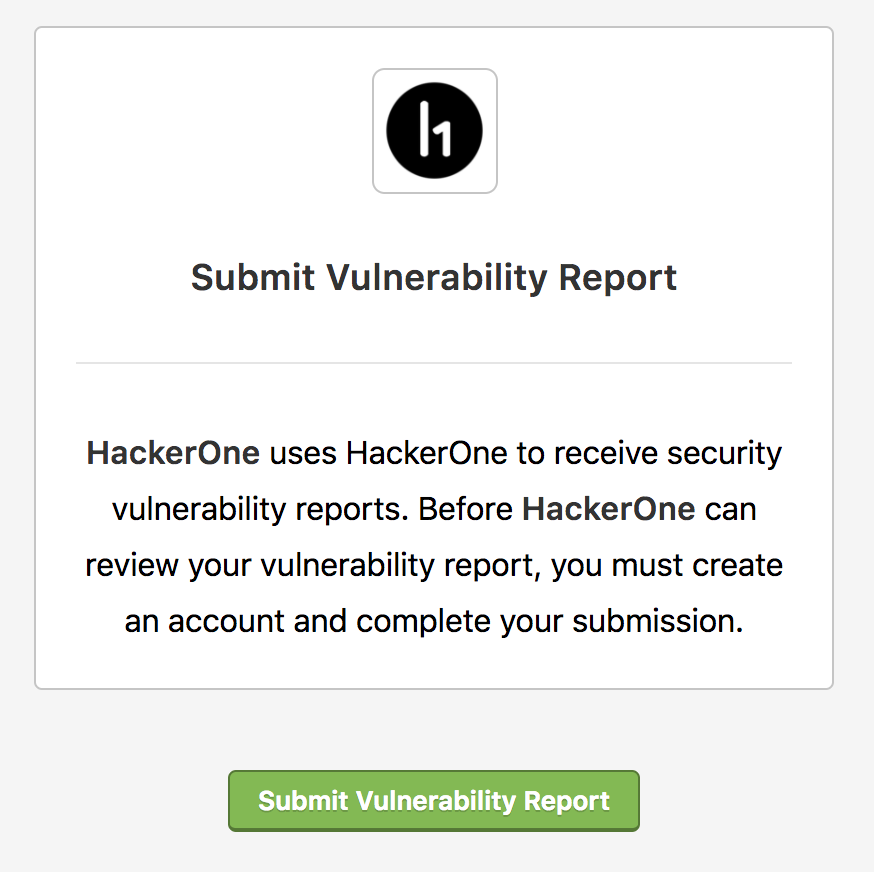 h1
Submit Vulnerability Report
HackerOne uses HackerOne to receive security
vulnerability reports. Before HackerOne can
review your vulnerability report, you must create
an account and complete your submission.
Submit Vulnerability Report